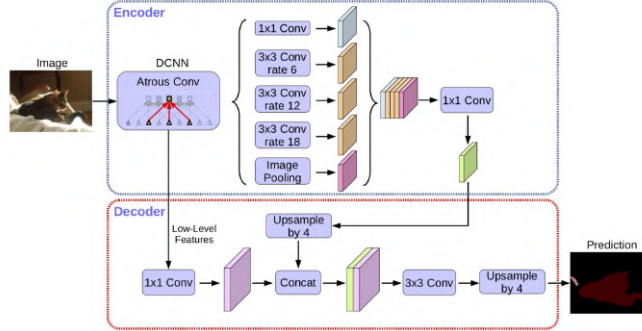 Encoder
Image
DCNN
Atrous Conv
1x1 Conv
3x3 Conv
rate 6
3x3 Conv
rate 12
3x3 Conv
rate 18
Image
Pooling
1x1 Conv
Decoder
Low-Level
Features
Upsample
by 4
1x1 Conv
Concat
3x3 Conv
Upsample
by 4
Prediction